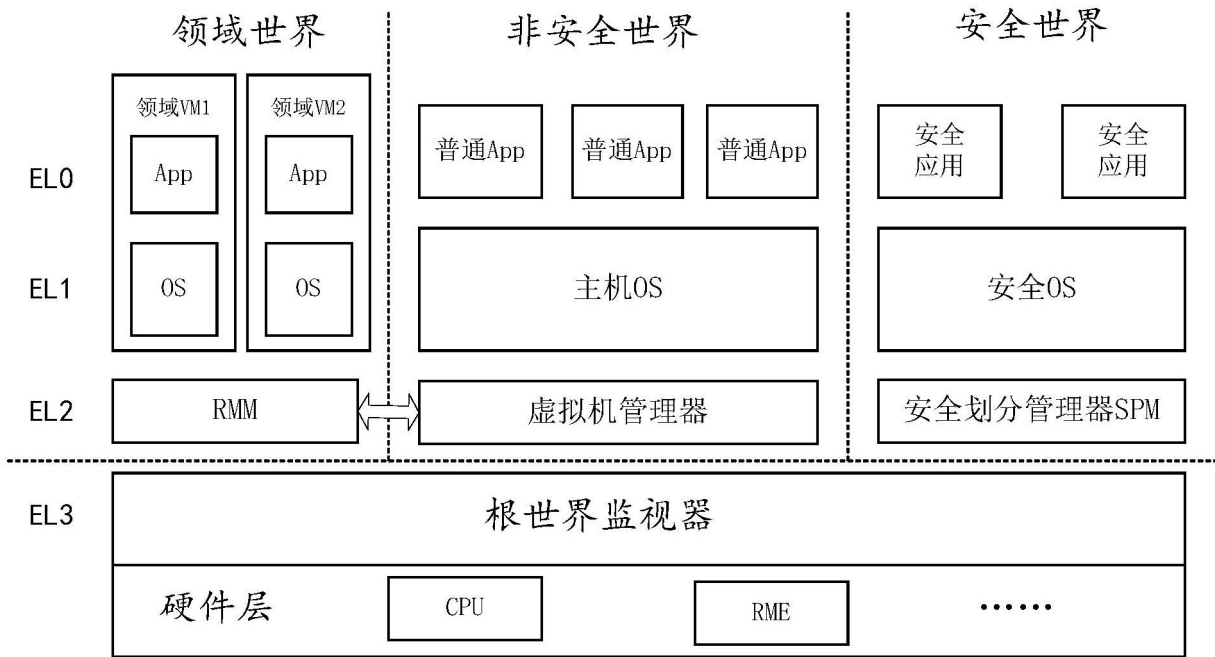 领域世界
非安全世界
安全世界
领域VM1
领域VM2
App
App
普通App
普通App
普通App
安全
应用
安全
应用
EL0
OS
OS
主机OS
安全OS
EL1
RMM
虚拟机管理器
安全划分管理器SPM
EL2
EL3
根世界监视器
硬件层
CPU
RME
……